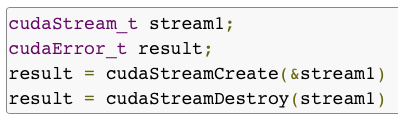 cudaStream_t stream1;
cudaError_t result;
result = cudaStreamCreate(&stream1)
result = cudaStreamDestroy(stream1)